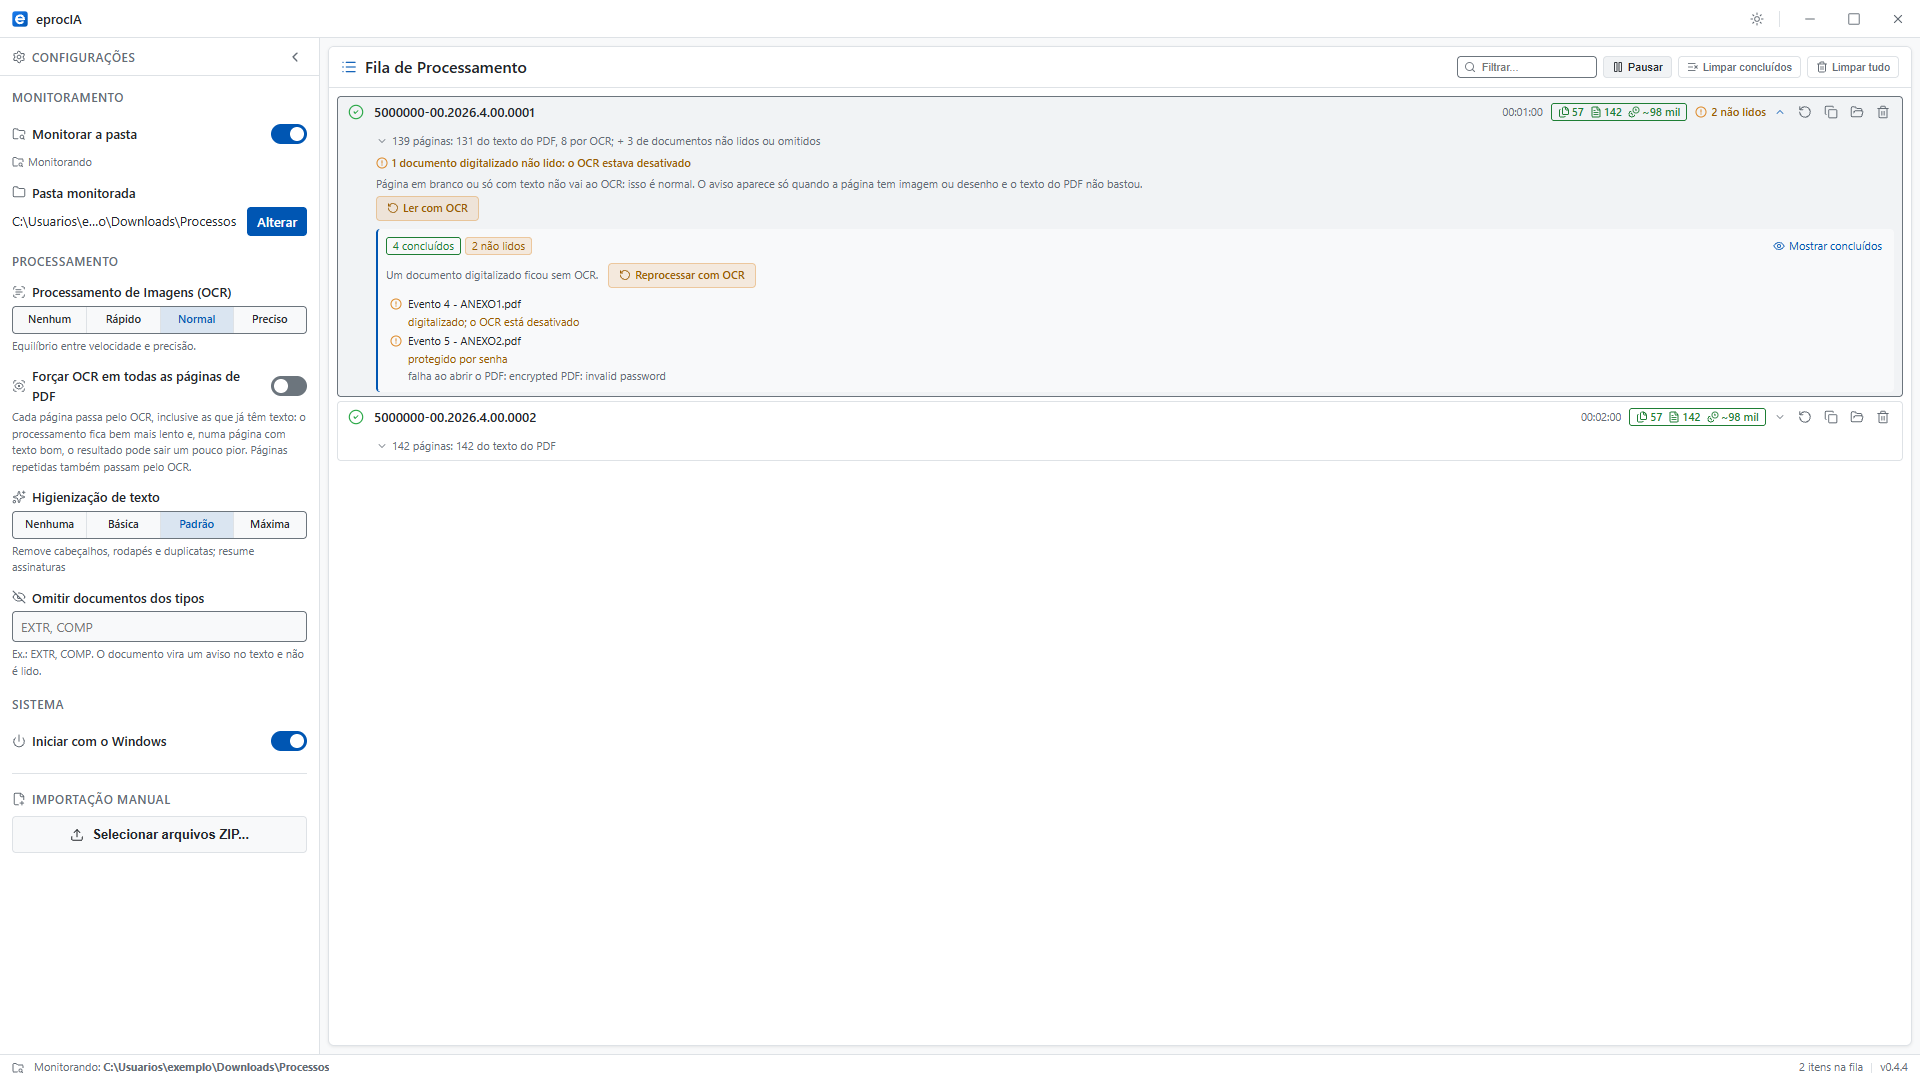 eprocIA
CONFIGURAÇÕES
MONITORAMENTO
Monitorar a pasta
Monitorando
Pasta monitorada
C:\Usuarios\e...o\Downloads\Processos
Alterar
PROCESSAMENTO
Processamento de Imagens (OCR)
Nenhum Rápido Normal Preciso
Equilíbrio entre velocidade e precisão.
Forçar OCR em todas as páginas de
PDF
Cada página passa pelo OCR, inclusive as que já têm texto: o
processamento fica bem mais lento e, numa página com
texto bom, o resultado pode sair um pouco pior. Páginas
repetidas também passam pelo OCR.
Higienização de texto
Nenhuma Básica Padrão Máxima
Remove cabeçalhos, rodapés e duplicatas; resume
assinaturas
Omitir documentos dos tipos
EXTR, COMP
Ex.: EXTR, COMP. O documento vira um aviso no texto e não
é lido.
SISTEMA
Iniciar com o Windows
IMPORTAÇÃO MANUAL
Selecionar arquivos ZIP...
Fila de Processamento
Filtrar...
Pausar
Limpar concluídos
Limpar tudo
5000000-00.2026.4.00.0001
00:01:00 57 142 ~98 mil 2 não lidos
139 páginas: 131 do texto do PDF, 8 por OCR; + 3 de documentos não lidos ou omitidos
1 documento digitalizado não lido: o OCR estava desativado
Página em branco ou só com texto não vai ao OCR: isso é normal. O aviso aparece só quando a página tem imagem ou desenho e o texto do PDF não bastou.
Ler com OCR
4 concluídos 2 não lidos
Mostrar concluídos
Um documento digitalizado ficou sem OCR.
Reprocessar com OCR
Evento 4 - ANEXO1.pdf
digitalizado; o OCR está desativado
Evento 5 - ANEXO2.pdf
protegido por senha
falha ao abrir o PDF: encrypted PDF: invalid password
5000000-00.2026.4.00.0002
00:02:00 57 142 ~98 mil
142 páginas: 142 do texto do PDF
Monitorando: C:\Usuarios\exemplo\Downloads\Processos
2 itens na fila
v0.4.4